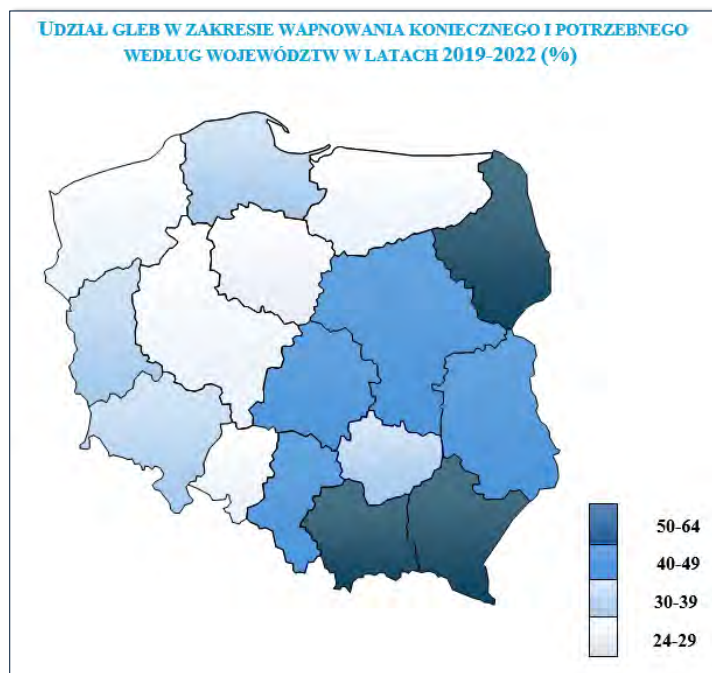 UDZIAŁ GLEB W ZAKRESIE WAPNOWANIA KONIECZNEGO I POTRZEBNEGO
WEDŁUG WOJEWÓDZTW W LATACH 2019-2022 (%)
50-64
40-49
30-39
24-29